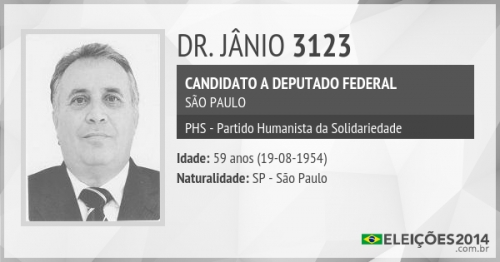 DR. JÂNIO 3123
CANDIDATO A DEPUTADO FEDERAL
SÃO PAULO
PHS - Partido Humanista da Solidariedade
Idade: 59 anos (19-08-1954)
Naturalidade: SP - São Paulo
ELEIÇÕES2014
.com.br